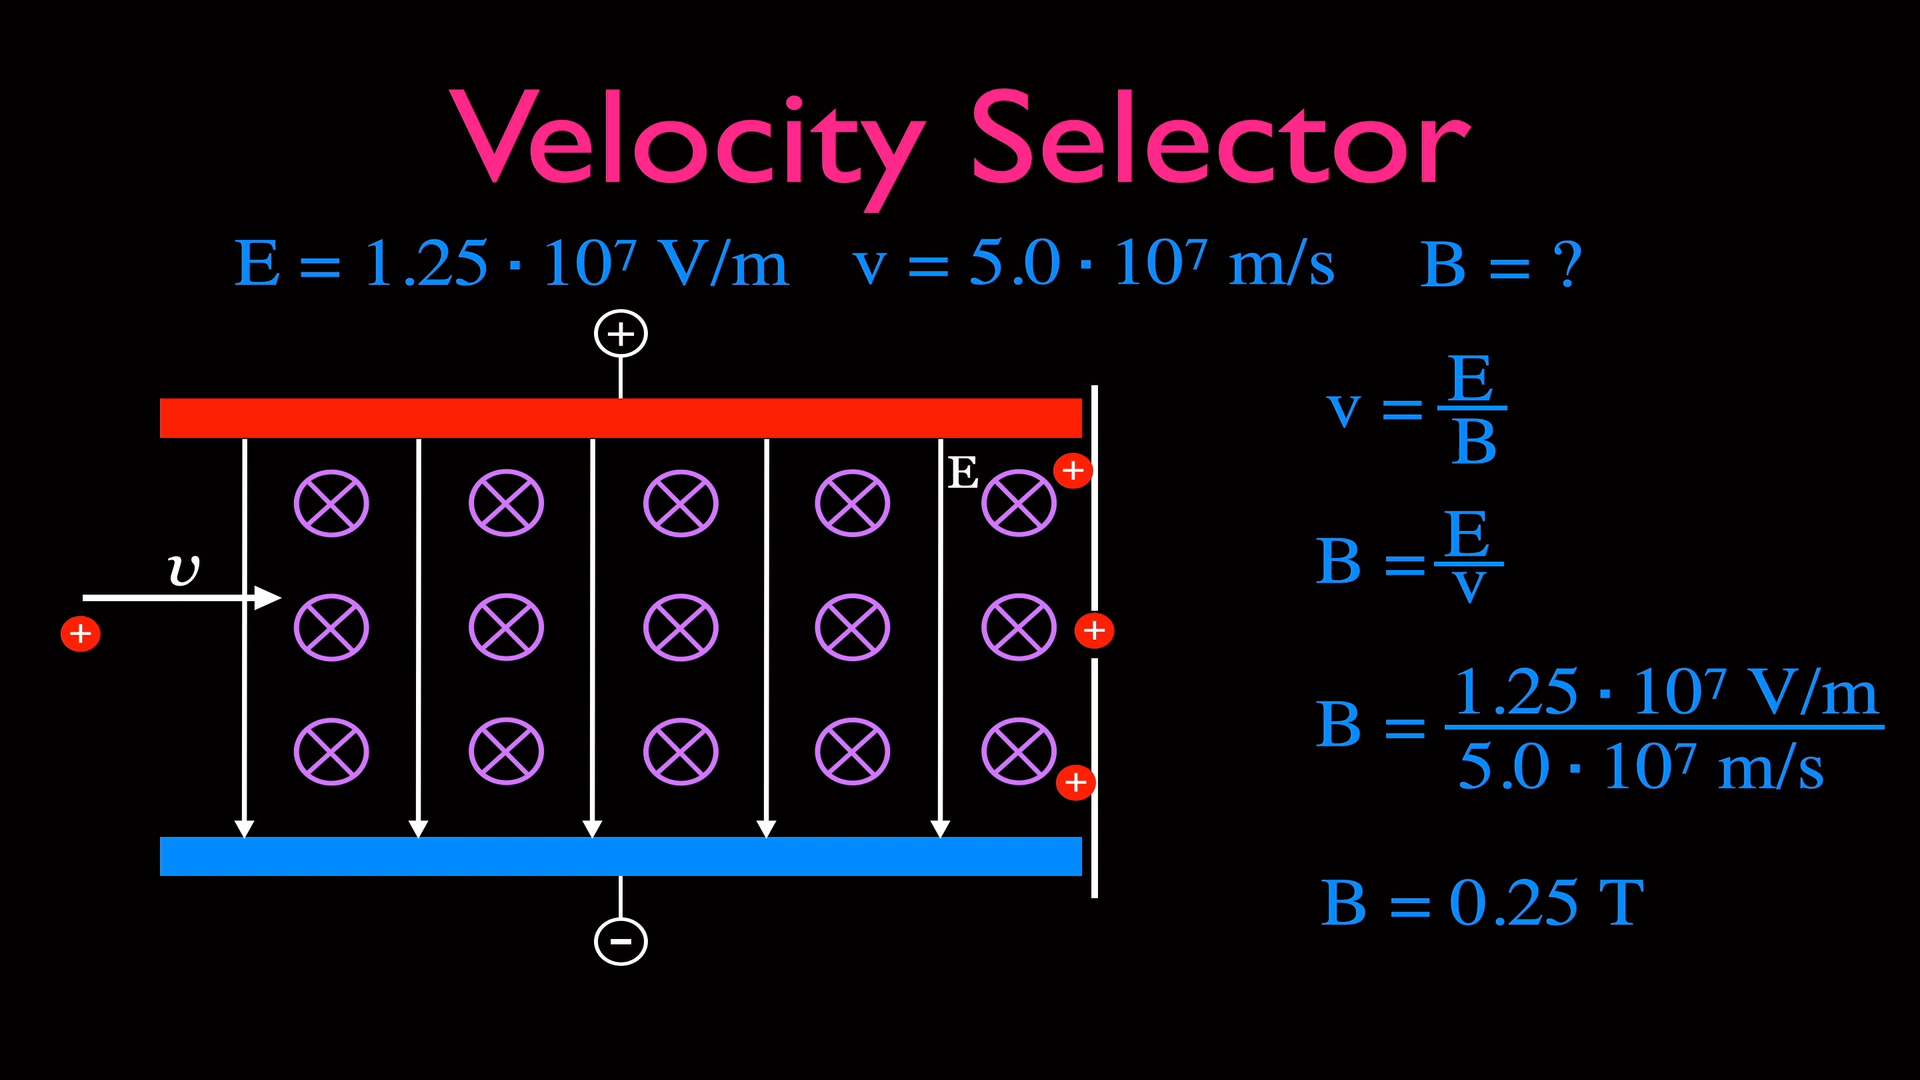 Velocity Selector
E = 1.25 · 10⁷ V/m   v = 5.0 · 10⁷ m/s   B = ?
+
E
+
v
+
+
+
-
v = E/B
B = E/v
B = 1.25 · 10⁷ V/m / 5.0 · 10⁷ m/s
B = 0.25 T